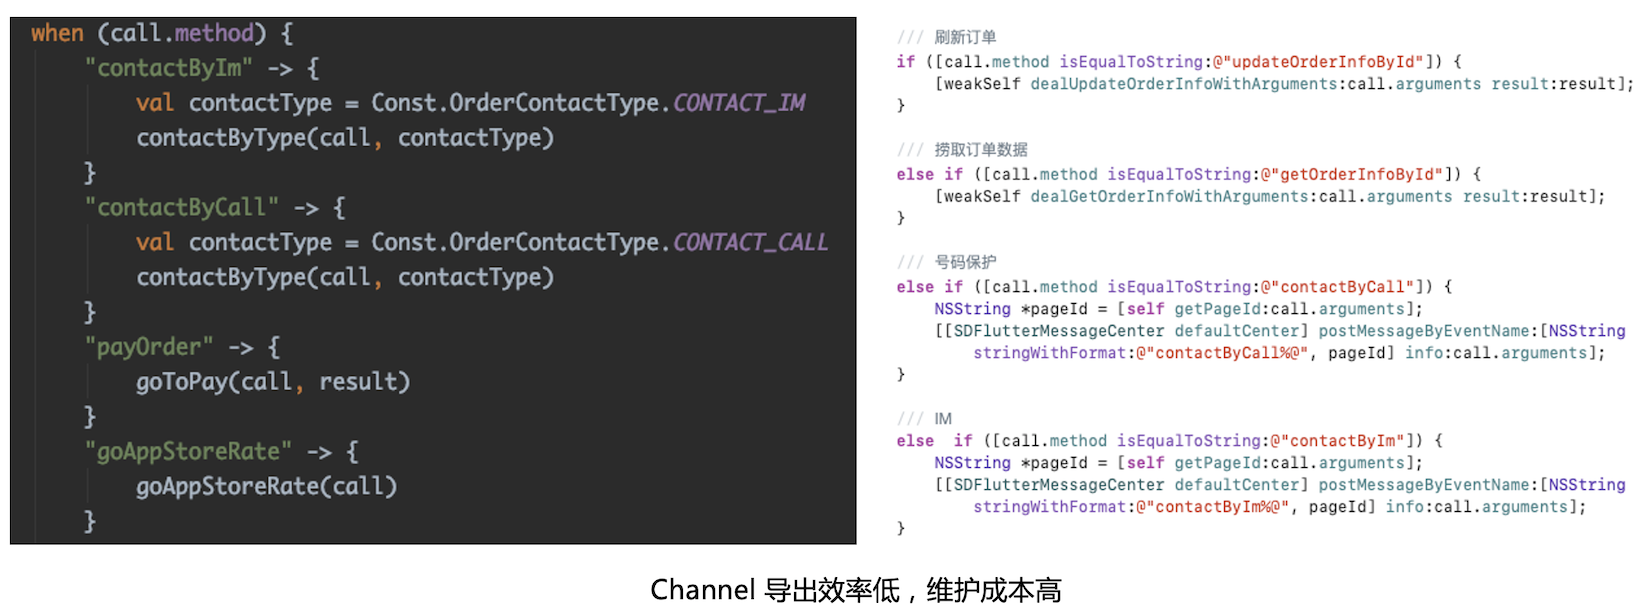 when (call.method) {
"contactByIm" -> {
val contactType = Const.OrderContactType.CONTACT_IM
contactByType(call, contactType)
}
"contactByCall" -> {
val contactType = Const.OrderContactType.CONTACT_CALL
contactByType(call, contactType)
}
"payOrder" -> {
goToPay(call, result)
}
"goAppStoreRate" -> {
goAppStoreRate(call)
}
/// 刷新订单
if ([call.method isEqualToString:@"updateOrderInfoById"]) {
[weakSelf dealUpdateOrderInfoWithArguments:call.arguments result:result];
}
/// 捞取订单数据
else if ([call.method isEqualToString:@"getOrderInfoById"]) {
[weakSelf dealGetOrderInfoWithArguments:call.arguments result:result];
}
/// 号码保护
else if ([call.method isEqualToString:@"contactByCall"]) {
NSString *pageId = [self getPageId:call.arguments];
[[SDFlutterMessageCenter defaultCenter] postMessageByEventName:[NSString
stringWithFormat:@"contactByCall%@", pageId] info:call.arguments];
}
/// IM
else  if ([call.method isEqualToString:@"contactByIm"]) {
NSString *pageId = [self getPageId:call.arguments];
[[SDFlutterMessageCenter defaultCenter] postMessageByEventName:[NSString
stringWithFormat:@"contactByIm%@", pageId] info:call.arguments];
}
Channel 导出效率低，维护成本高